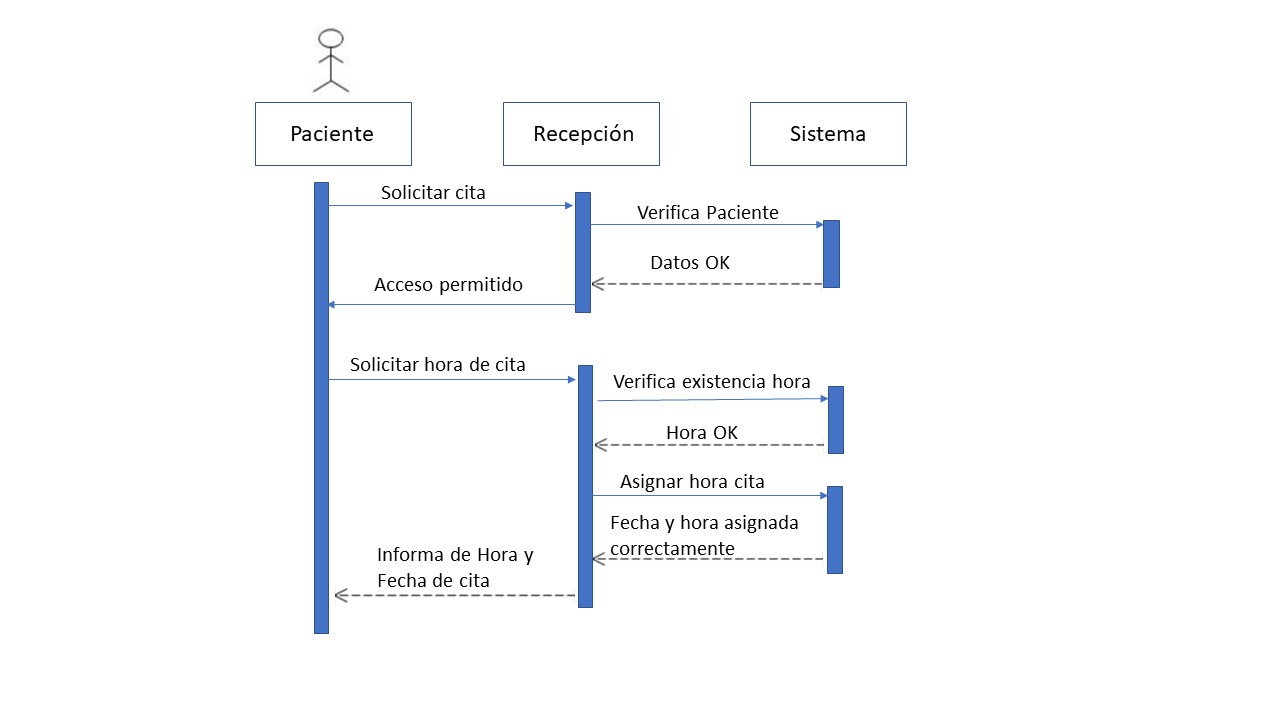 Paciente
Recepción
Sistema
Solicitar cita
Verifica Paciente
Datos OK
Acceso permitido
Solicitar hora de cita
Verifica existencia hora
Hora OK
Asignar hora cita
Fecha y hora asignada
correctamente
Informa de Hora y
Fecha de cita